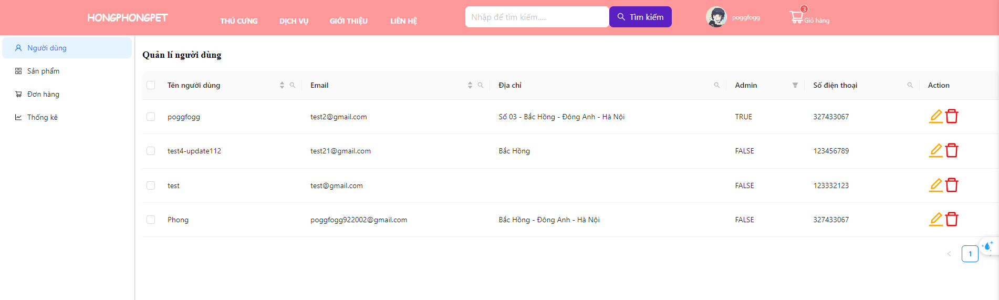 HONGPHONGPET THÚ CƯNG DỊCH VỤ GIỚI THIỆU LIÊN HỆ Nhập để tìm kiếm..... Tìm kiếm poggfogg 3 Giỏ hàng
Người dùng
Sản phẩm
Đơn hàng
Thống kê
Quản lí người dùng
Tên người dùng Email Địa chỉ Admin Số điện thoại Action
poggfogg test2@gmail.com Số 03 - Bắc Hồng - Đông Anh - Hà Nội TRUE 327433067
test4-update112 test21@gmail.com Bắc Hồng FALSE 123456789
test test@gmail.com FALSE 123332123
Phong poggfogg922002@gmail.com Bắc Hồng - Đông Anh - Hà Nội FALSE 327433067
1